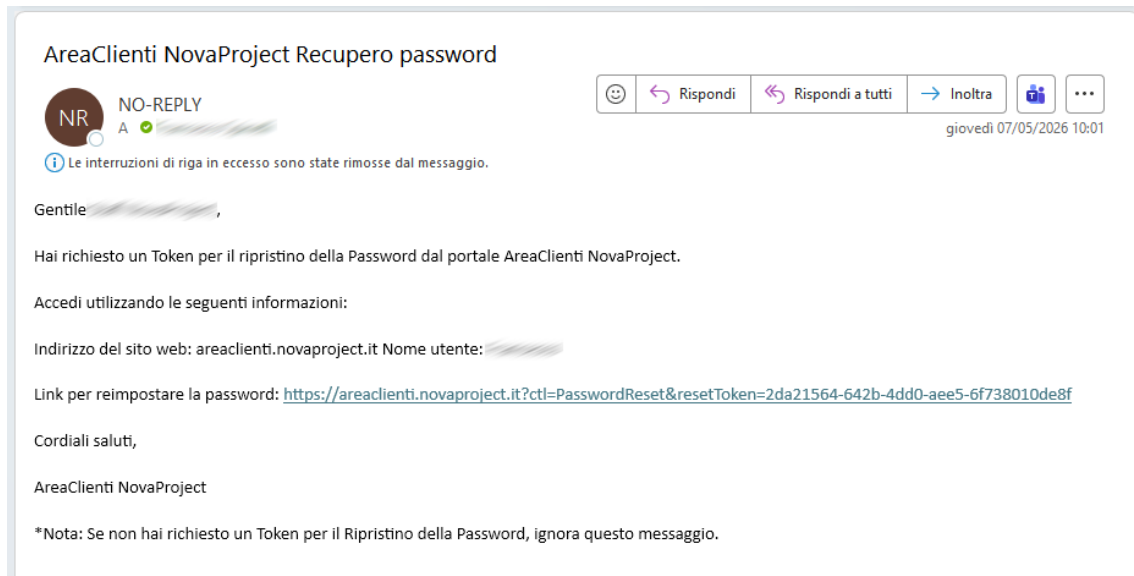 AreaClienti NovaProject Recupero password
NR
NO-REPLY
A
Rispondi
Rispondi a tutti
Inoltra
giovedì 07/05/2026 10:01
Le interruzioni di riga in eccesso sono state rimosse dal messaggio.
Gentile ,
Hai richiesto un Token per il ripristino della Password dal portale AreaClienti NovaProject.
Accedi utilizzando le seguenti informazioni:
Indirizzo del sito web: areaclienti.novaproject.it Nome utente:
Link per reimpostare la password: https://areaclienti.novaproject.it?ctl=PasswordReset&resetToken=2da21564-642b-4dd0-aee5-6f738010de8f
Cordiali saluti,
AreaClienti NovaProject
*Nota: Se non hai richiesto un Token per il Ripristino della Password, ignora questo messaggio.